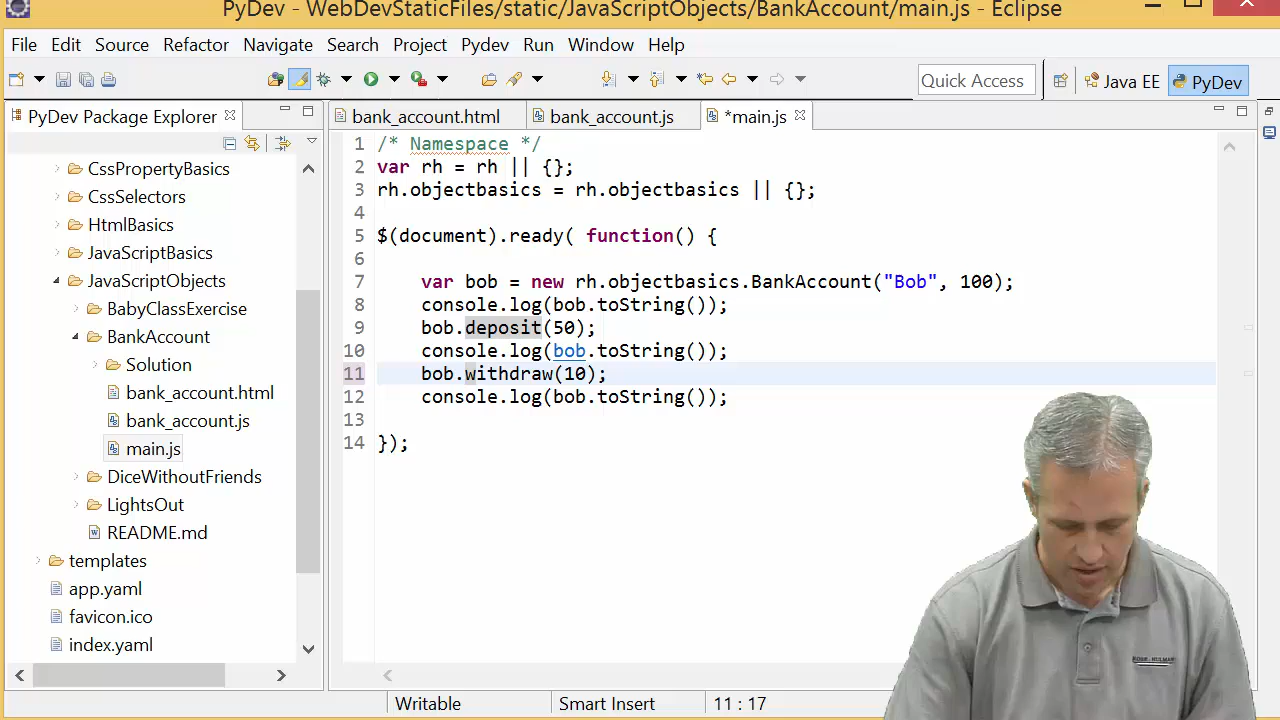 PyDev - WebDevStaticFiles/static/JavaScriptObjects/BankAccount/main.js - Eclipse
File Edit Source Refactor Navigate Search Project Pydev Run Window Help
Quick Access Java EE PyDev
PyDev Package Explorer
bank_account.html bank_account.js *main.js
CssPropertyBasics
CssSelectors
HtmlBasics
JavaScriptBasics
JavaScriptObjects
BabyClassExercise
BankAccount
Solution
bank_account.html
bank_account.js
main.js
DiceWithoutFriends
LightsOut
README.md
templates
app.yaml
favicon.ico
index.yaml
1 /* Namespace */
2 var rh = rh || {};
3 rh.objectbasics = rh.objectbasics || {};
4
5 $(document).ready( function() {
6
7 var bob = new rh.objectbasics.BankAccount("Bob", 100);
8 console.log(bob.toString());
9 bob.deposit(50);
10 console.log(bob.toString());
11 bob.withdraw(10);
12 console.log(bob.toString());
13
14 });
Writable Smart Insert 11 : 17
ROSE-HULMAN